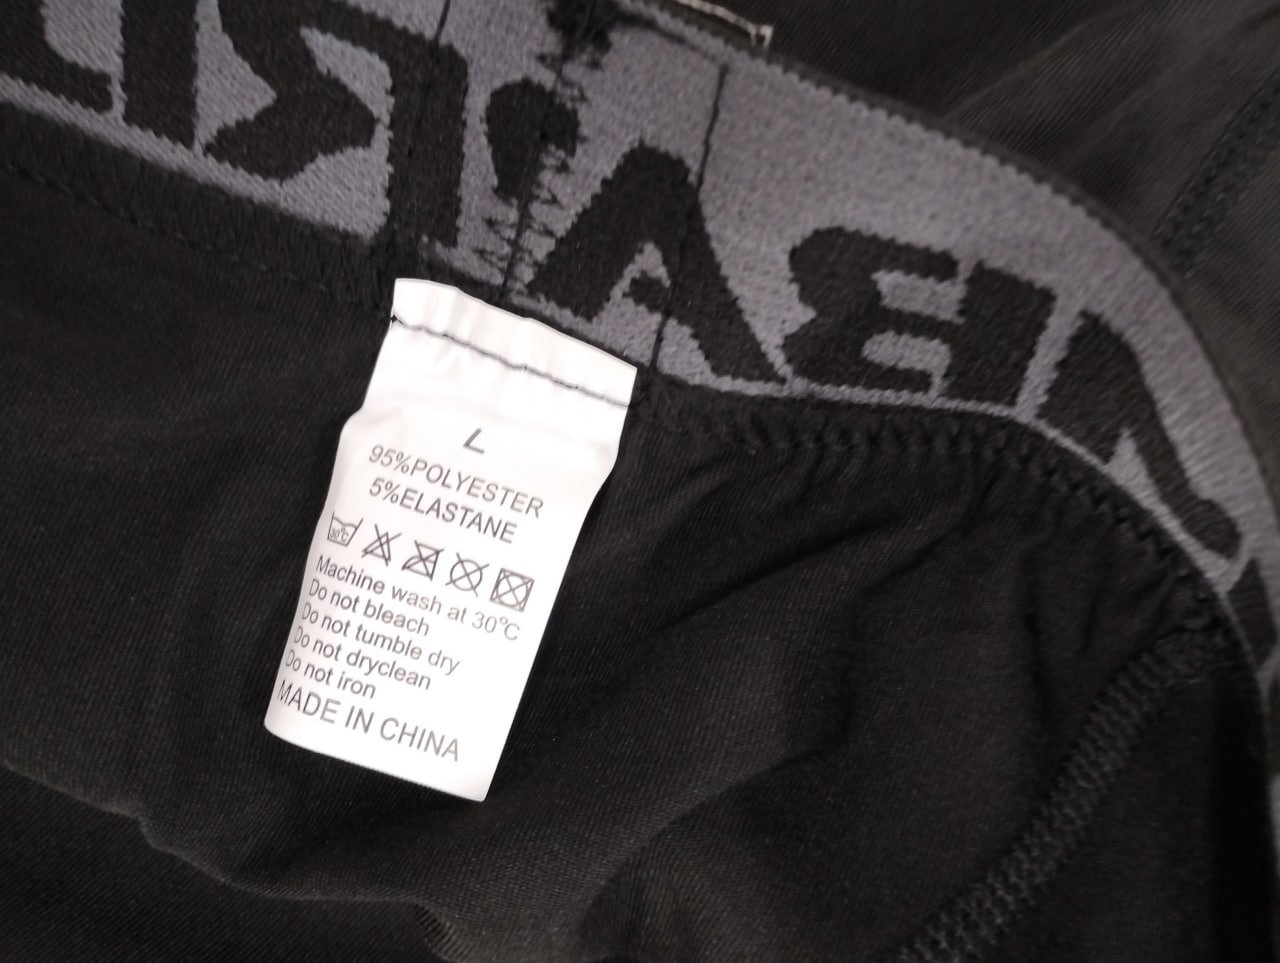 L
95%POLYESTER
5%ELASTANE
30°C
Machine wash at 30°C
Do not bleach
Do not tumble dry
Do not dryclean
Do not iron
MADE IN CHINA